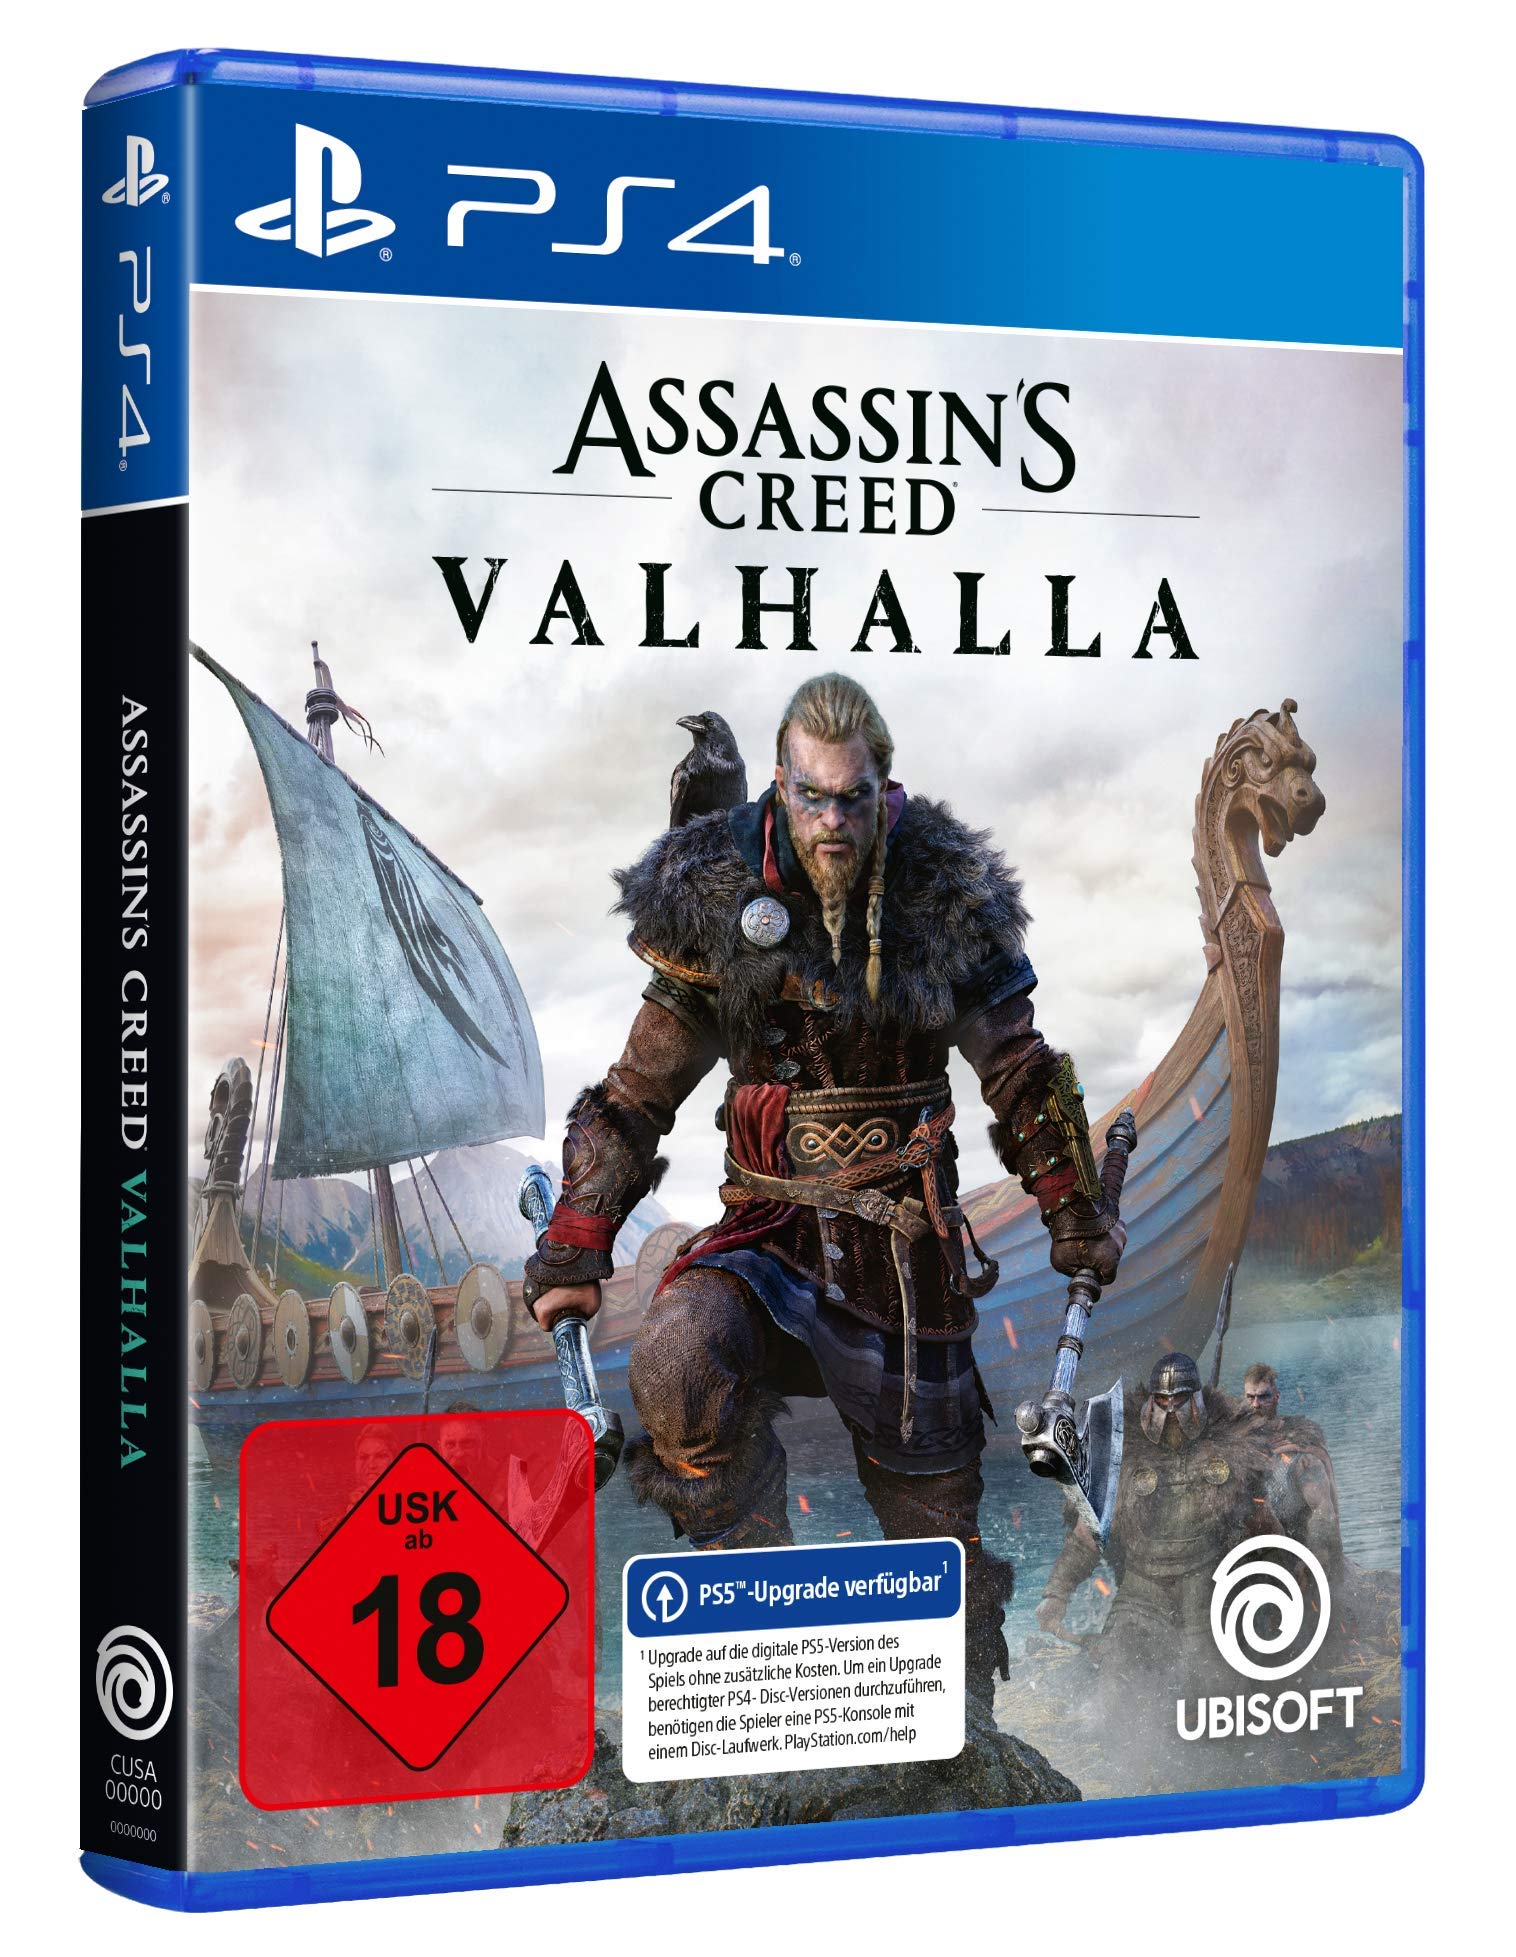 PS4
ASSASSIN'S CREED VALHALLA
CUSA
00000
0000000
PS4
ASSASSIN'S
CREED
VALHALLA
USK
ab
18
PS5™-Upgrade verfügbar¹
¹ Upgrade auf die digitale PS5-Version des
Spiels ohne zusätzliche Kosten. Um ein Upgrade
berechtigter PS4- Disc-Versionen durchzuführen,
benötigen die Spieler eine PS5-Konsole mit
einem Disc-Laufwerk. PlayStation.com/help
UBISOFT